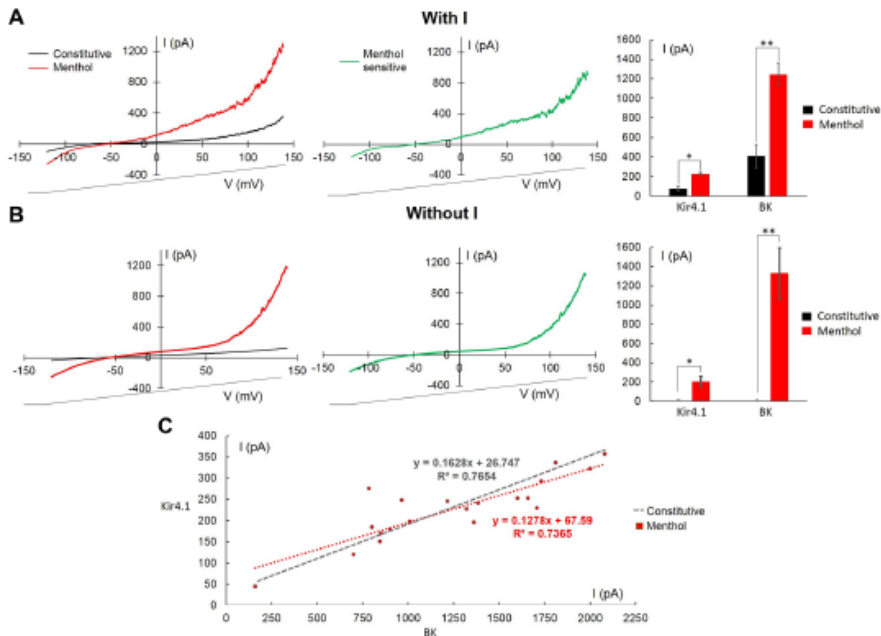 A
With I
I (pA)
Constitutive
Menthol
1200
800
400
0
-400
-150
-100
-50
50
100
150
V (mV)
I (pA)
Menthol
sensitive
1200
800
400
0
-400
-150
-100
-50
50
100
150
V (mV)
I (pA)
1600
1400
1200
1000
800
600
400
200
0
*
**
Kir4.1
BK
Constitutive
Menthol
B
Without I
I (pA)
1200
800
400
0
-400
-150
-100
50
150
V (mV)
I (pA)
1200
800
400
0
-400
-150
-100
-50
50
100
150
V (mV)
I (pA)
1600
1400
1200
1000
800
600
400
200
0
*
**
Kir4.1
BK
Constitutive
Menthol
C
I (pA)
400
350
300
250
200
150
100
50
0
Kir4.1
y = 0.1628x + 26.747
R² = 0.7654
y = 0.1278x + 67.59
R² = 0.7365
Constitutive
Menthol
I (pA)
0 250 500 750 1000 1250 1500 1750 2000 2250
BK